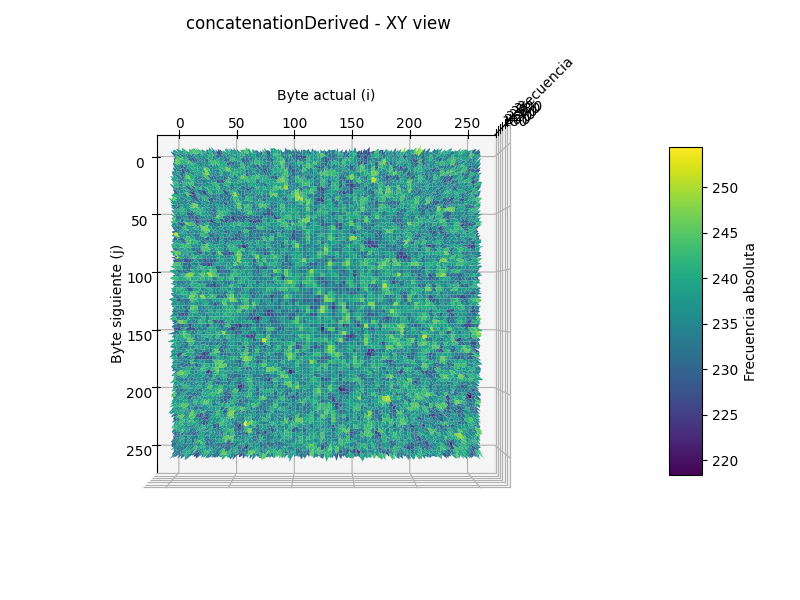 concatenationDerived - XY view
Byte actual (i)
0 50 100 150 200 250
0
50
100
150
200
250
Byte siguiente (j)
250
245
240
235
230
225
220
Frecuencia absoluta